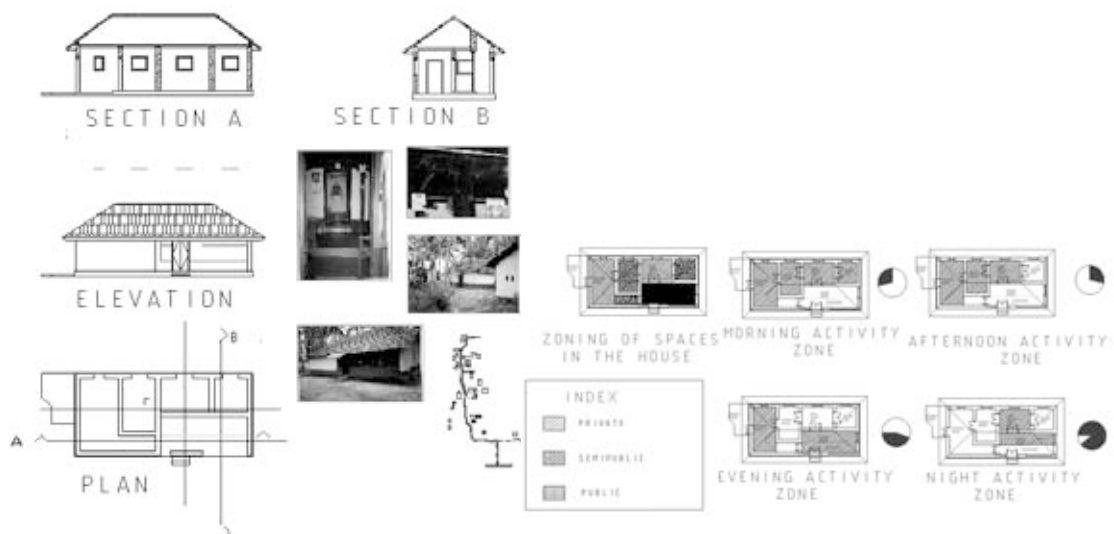 SECTION A
SECTION B
ELEVATION
B
A
PLAN
ZONING OF SPACES
IN THE HOUSE
MORNING ACTIVITY
ZONE
AFTERNOON ACTIVITY
ZONE
INDEX
PRIVATE
SEMIPUBLIC
PUBLIC
EVENING ACTIVITY
ZONE
NIGHT ACTIVITY
ZONE